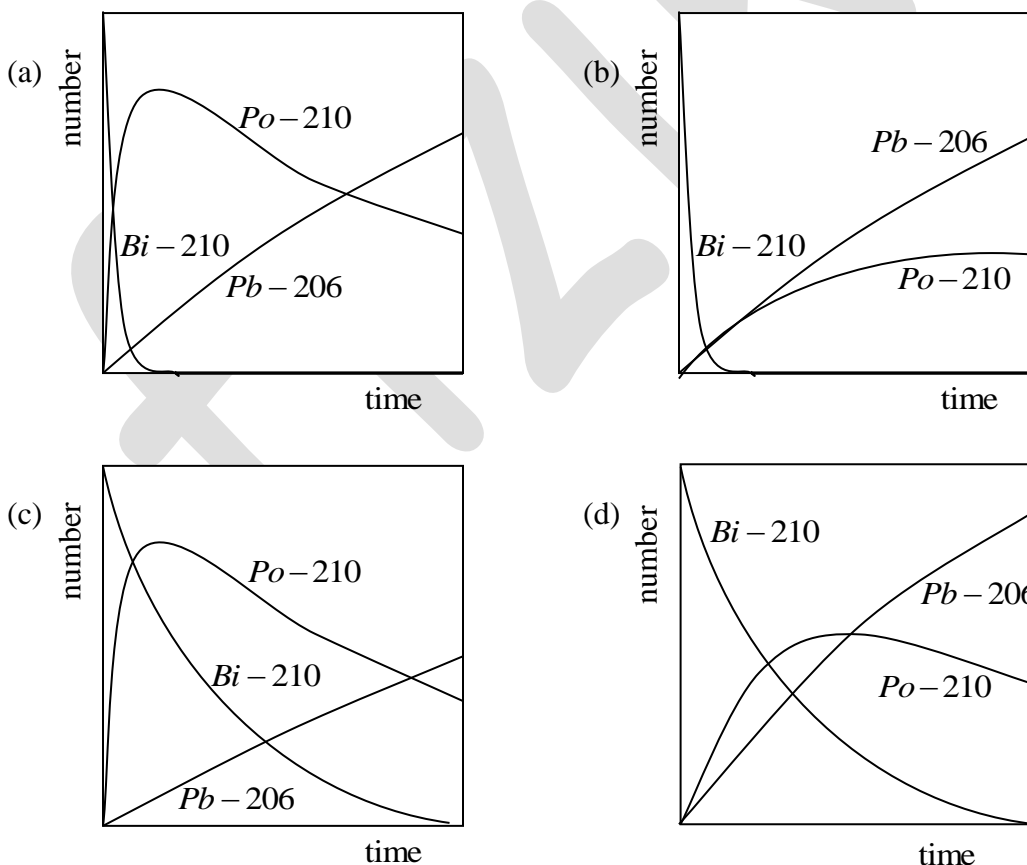 (a)
number
Po – 210
Bi – 210
Pb – 206
time
(b)
number
Pb – 206
Bi – 210
Po – 210
time
(c)
number
Po – 210
Bi – 210
Pb – 206
time
(d)
number
Bi – 210
Pb – 206
Po – 210
time